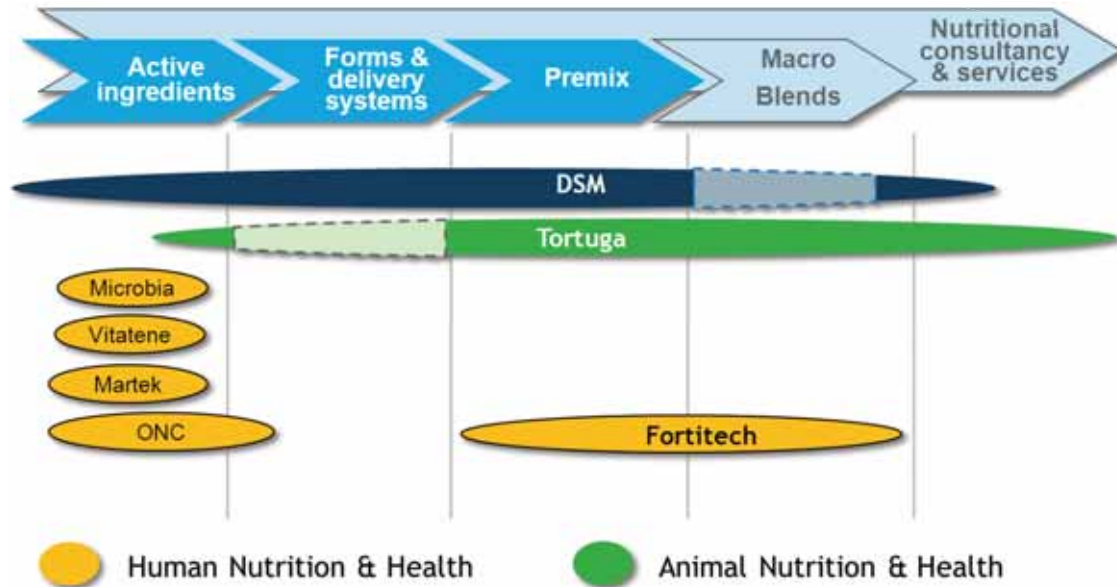 Active
ingredients
Forms &
delivery
systems
Premix
Macro
Blends
Nutritional
consultancy
& services
DSM
Tortuga
Microbia
Vitatene
Martek
ONC
Fortitech
Human Nutrition & Health
Animal Nutrition & Health